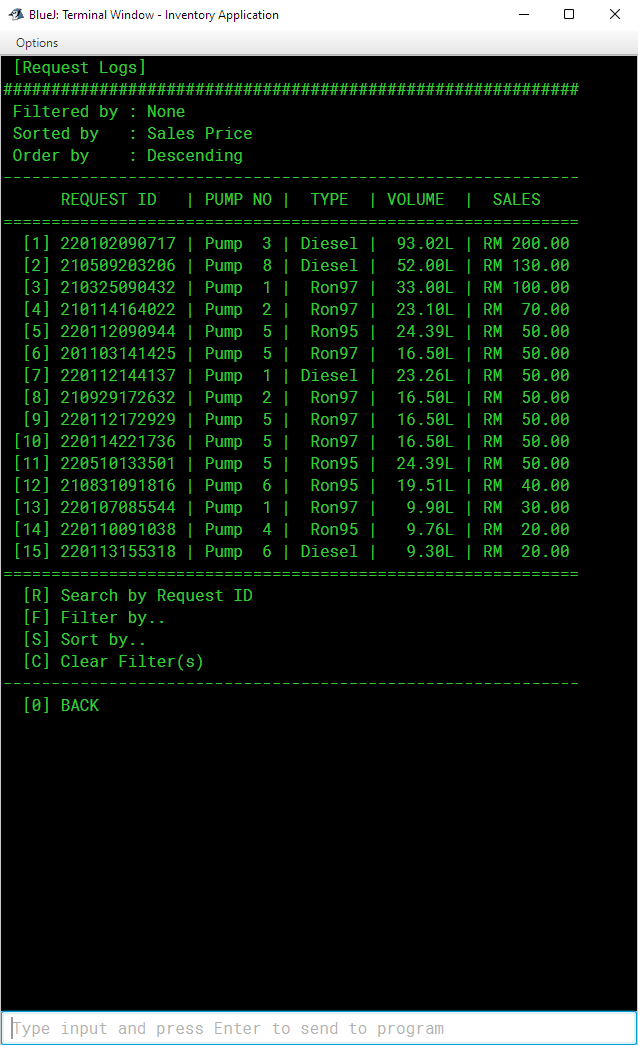 BlueJ: Terminal Window - Inventory Application
Options
[Request Logs]
############################################################
Filtered by : None
Sorted by   : Sales Price
Order by    : Descending
------------------------------------------------------------
      REQUEST ID   | PUMP NO |  TYPE  | VOLUME  |  SALES
============================================================
  [1] 220102090717 | Pump  3 | Diesel |  93.02L | RM 200.00
  [2] 210509203206 | Pump  8 | Diesel |  52.00L | RM 130.00
  [3] 210325090432 | Pump  1 |  Ron97 |  33.00L | RM 100.00
  [4] 210114164022 | Pump  2 |  Ron97 |  23.10L | RM  70.00
  [5] 220112090944 | Pump  5 |  Ron95 |  24.39L | RM  50.00
  [6] 201103141425 | Pump  5 |  Ron97 |  16.50L | RM  50.00
  [7] 220112144137 | Pump  1 | Diesel |  23.26L | RM  50.00
  [8] 210929172632 | Pump  2 |  Ron97 |  16.50L | RM  50.00
  [9] 220112172929 | Pump  5 |  Ron97 |  16.50L | RM  50.00
 [10] 220114221736 | Pump  5 |  Ron97 |  16.50L | RM  50.00
 [11] 220510133501 | Pump  5 |  Ron95 |  24.39L | RM  50.00
 [12] 210831091816 | Pump  6 |  Ron95 |  19.51L | RM  40.00
 [13] 220107085544 | Pump  1 |  Ron97 |   9.90L | RM  30.00
 [14] 220110091038 | Pump  4 |  Ron95 |   9.76L | RM  20.00
 [15] 220113155318 | Pump  6 | Diesel |   9.30L | RM  20.00
============================================================
  [R] Search by Request ID
  [F] Filter by..
  [S] Sort by..
  [C] Clear Filter(s)
------------------------------------------------------------
  [0] BACK
Type input and press Enter to send to program